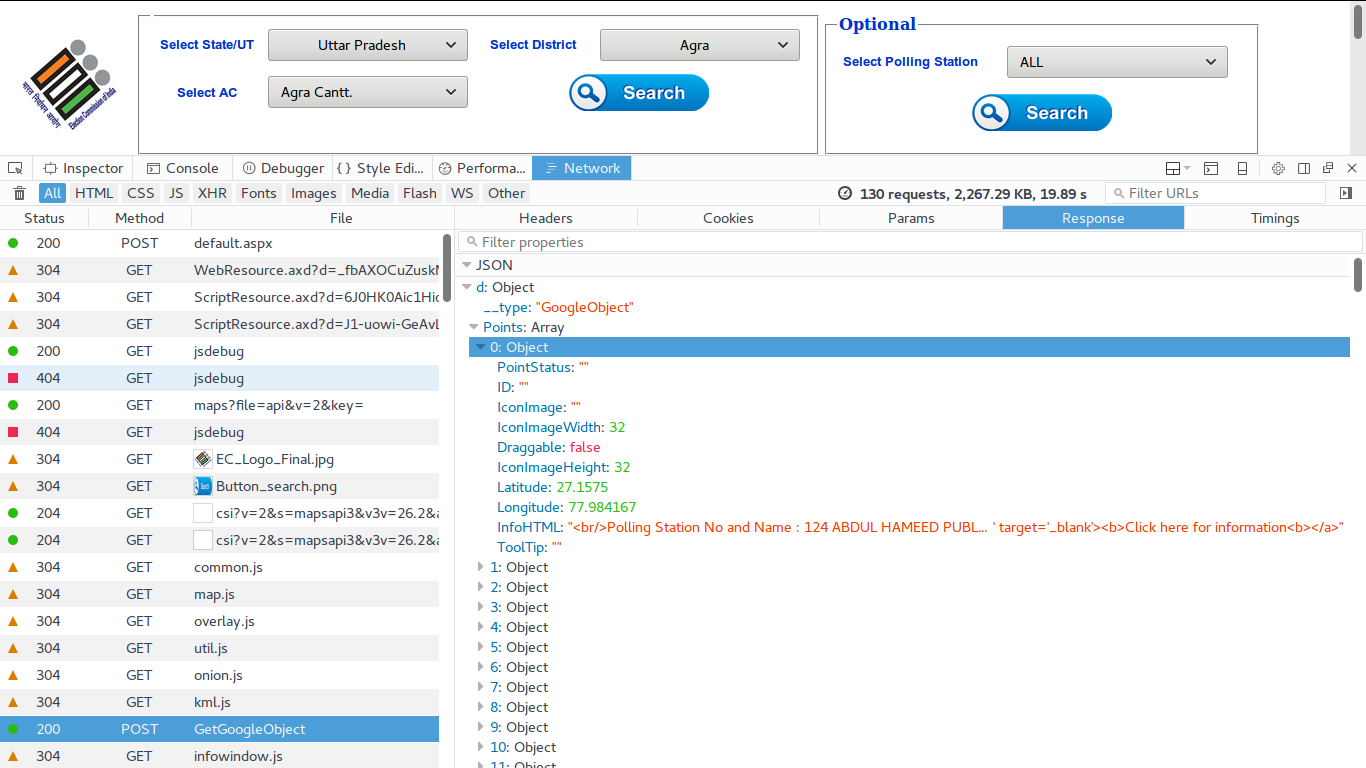 Optional
Select State/UT Uttar Pradesh Select District Agra
Select Polling Station ALL
Select AC Agra Cantt. Search
Search
भारत निर्वाचन आयोग
Election Commission of India
Inspector Console Debugger { } Style Edi... Performa... Network
All HTML CSS JS XHR Fonts Images Media Flash WS Other 130 requests, 2,267.29 KB, 19.89 s Filter URLs
Status Method File Headers Cookies Params Response Timings
200 POST default.aspx
304 GET WebResource.axd?d=_fbAXOCuZuskM
304 GET ScriptResource.axd?d=6J0HK0Aic1Hio
304 GET ScriptResource.axd?d=J1-uowi-GeAvL
200 GET jsdebug
404 GET jsdebug
200 GET maps?file=api&v=2&key=
404 GET jsdebug
304 GET EC_Logo_Final.jpg
304 GET Button_search.png
204 GET csi?v=2&s=mapsapi3&v3v=26.2&a
204 GET csi?v=2&s=mapsapi3&v3v=26.2&a
304 GET common.js
304 GET map.js
304 GET overlay.js
304 GET util.js
304 GET onion.js
304 GET kml.js
200 POST GetGoogleObject
304 GET infowindow.js
Filter properties
JSON
d: Object
__type: "GoogleObject"
Points: Array
0: Object
PointStatus: ""
ID: ""
IconImage: ""
IconImageWidth: 32
Draggable: false
IconImageHeight: 32
Latitude: 27.1575
Longitude: 77.984167
InfoHTML: "<br/>Polling Station No and Name : 124 ABDUL HAMEED PUBL... ' target='_blank'><b>Click here for information<b></a>"
ToolTip: ""
1: Object
2: Object
3: Object
4: Object
5: Object
6: Object
7: Object
8: Object
9: Object
10: Object
11: Object